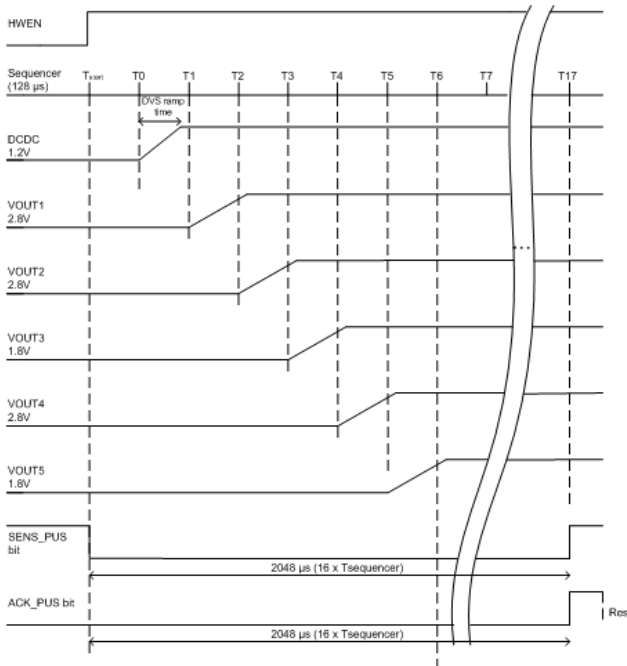 HWEN
Sequencer
(128 µs)
Tstart T0 T1 T2 T3 T4 T5 T6 T7 T17
DVS ramp
time
DCDC
1.2V
VOUT1
2.8V
VOUT2
2.8V
VOUT3
1.8V
VOUT4
2.8V
VOUT5
1.8V
SENS_PUS
bit
2048 µs (16 x Tsequencer)
ACK_PUS bit
Res
2048 µs (16 x Tsequencer)